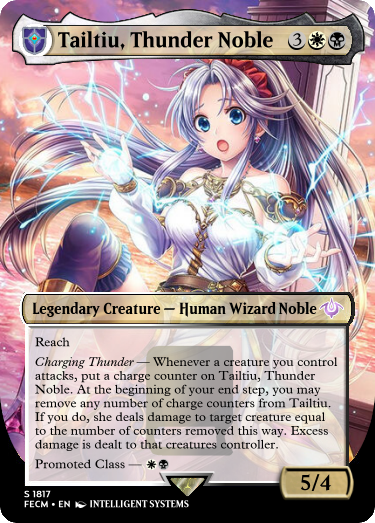 Tailtiu, Thunder Noble 3
Legendary Creature — Human Wizard Noble
Reach
Charging Thunder — Whenever a creature you control
attacks, put a charge counter on Tailtiu, Thunder
Noble. At the beginning of your end step, you may
remove any number of charge counters from Tailtiu.
If you do, she deals damage to target creature equal
to the number of counters removed this way. Excess
damage is dealt to that creatures controller.
Promoted Class —
5/4
S 1817
FECM • EN INTELLIGENT SYSTEMS